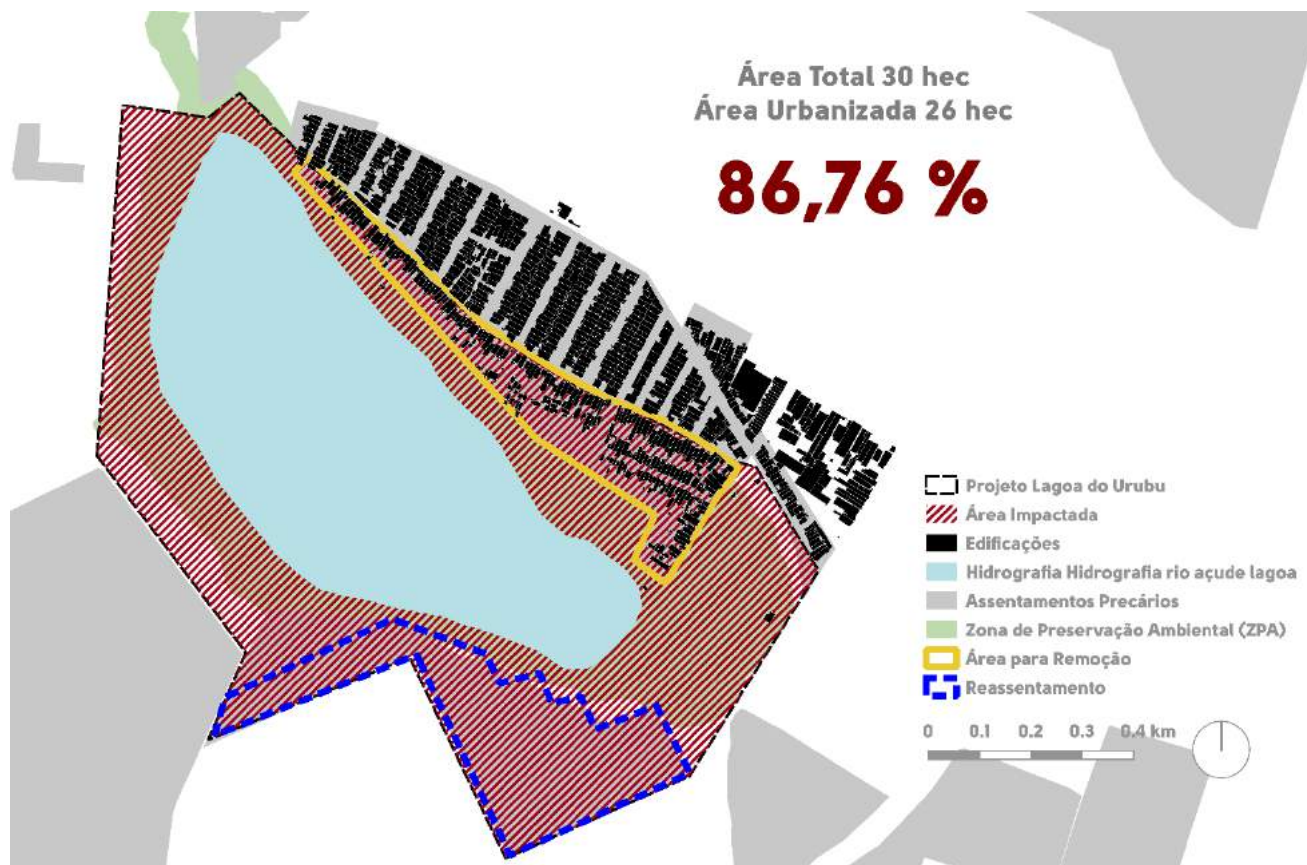 Área Total 30 hec
Área Urbanizada 26 hec
86,76 %
Projeto Lagoa do Urubu
Área Impactada
Edificações
Hidrografia Hidrografia rio açude lagoa
Assentamentos Precários
Zona de Preservação Ambiental (ZPA)
Área para Remoção
Reassentamento
0 0.1 0.2 0.3 0.4 km